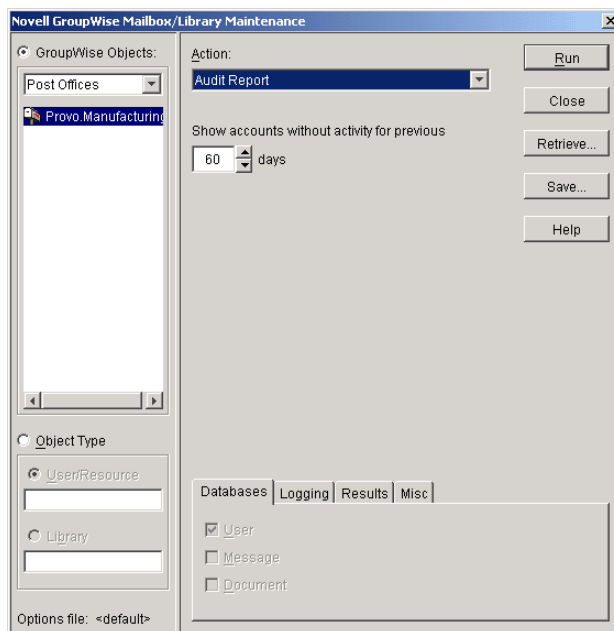 Novell GroupWise Mailbox/Library Maintenance
GroupWise Objects:
Post Offices
Provo.Manufacturing
Object Type
User/Resource
Library
Options file: <default>
Action:
Audit Report
Show accounts without activity for previous
60 days
Run
Close
Retrieve...
Save...
Help
Databases Logging Results Misc
User
Message
Document